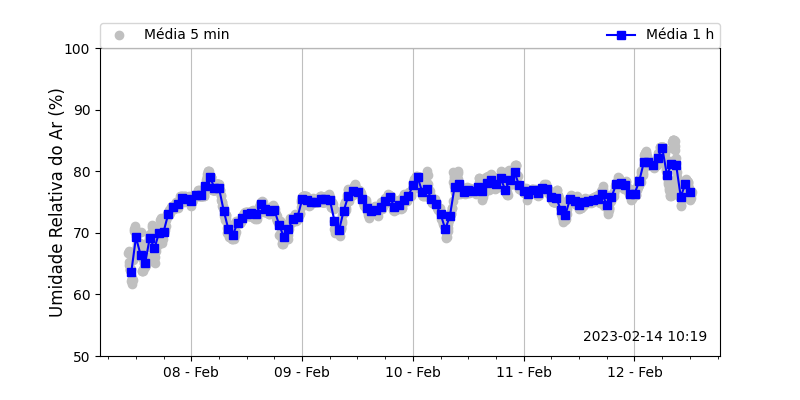 Média 5 min
Média 1 h
100
90
80
70
60
50
Umidade Relativa do Ar (%)
2023-02-14 10:19
08 - Feb
09 - Feb
10 - Feb
11 - Feb
12 - Feb